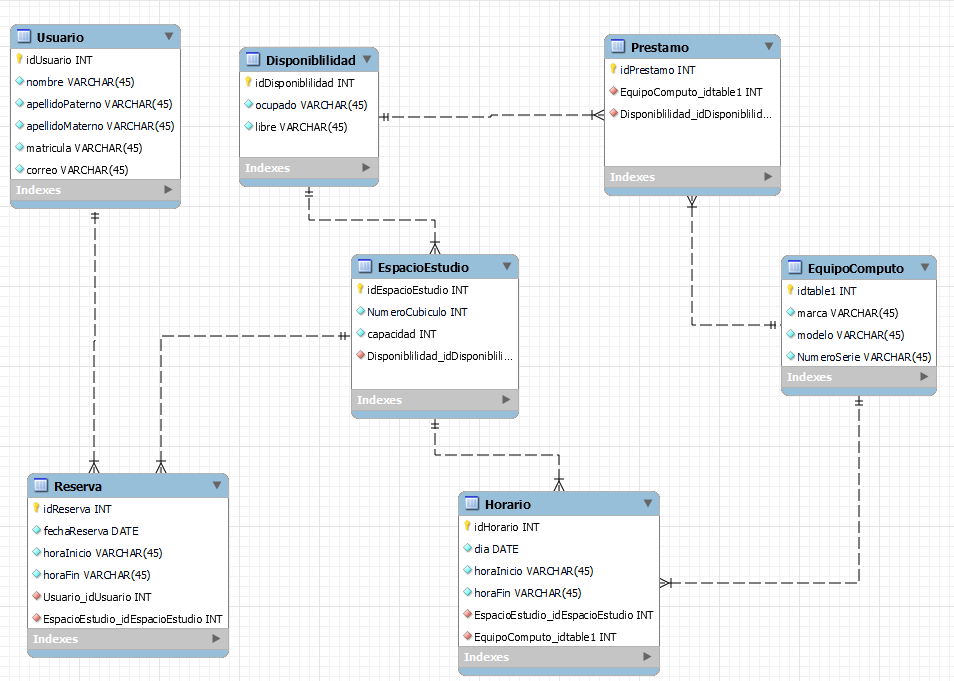 Usuario
idUsuario INT
nombre VARCHAR(45)
apellidoPaterno VARCHAR(45)
apellidoMaterno VARCHAR(45)
matricula VARCHAR(45)
correo VARCHAR(45)
Indexes
Disponiblilidad
idDisponiblilidad INT
ocupado VARCHAR(45)
libre VARCHAR(45)
Indexes
Prestamo
idPrestamo INT
EquipoComputo_idtable1 INT
Disponiblilidad_idDisponiblilid...
Indexes
EspacioEstudio
idEspacioEstudio INT
NumeroCubiculo INT
capacidad INT
Disponiblilidad_idDisponiblili...
Indexes
EquipoComputo
idtable1 INT
marca VARCHAR(45)
modelo VARCHAR(45)
NumeroSerie VARCHAR(45)
Indexes
Reserva
idReserva INT
fechaReserva DATE
horaInicio VARCHAR(45)
horaFin VARCHAR(45)
Usuario_idUsuario INT
EspacioEstudio_idEspacioEstudio INT
Indexes
Horario
idHorario INT
dia DATE
horaInicio VARCHAR(45)
horaFin VARCHAR(45)
EspacioEstudio_idEspacioEstudio INT
EquipoComputo_idtable1 INT
Indexes